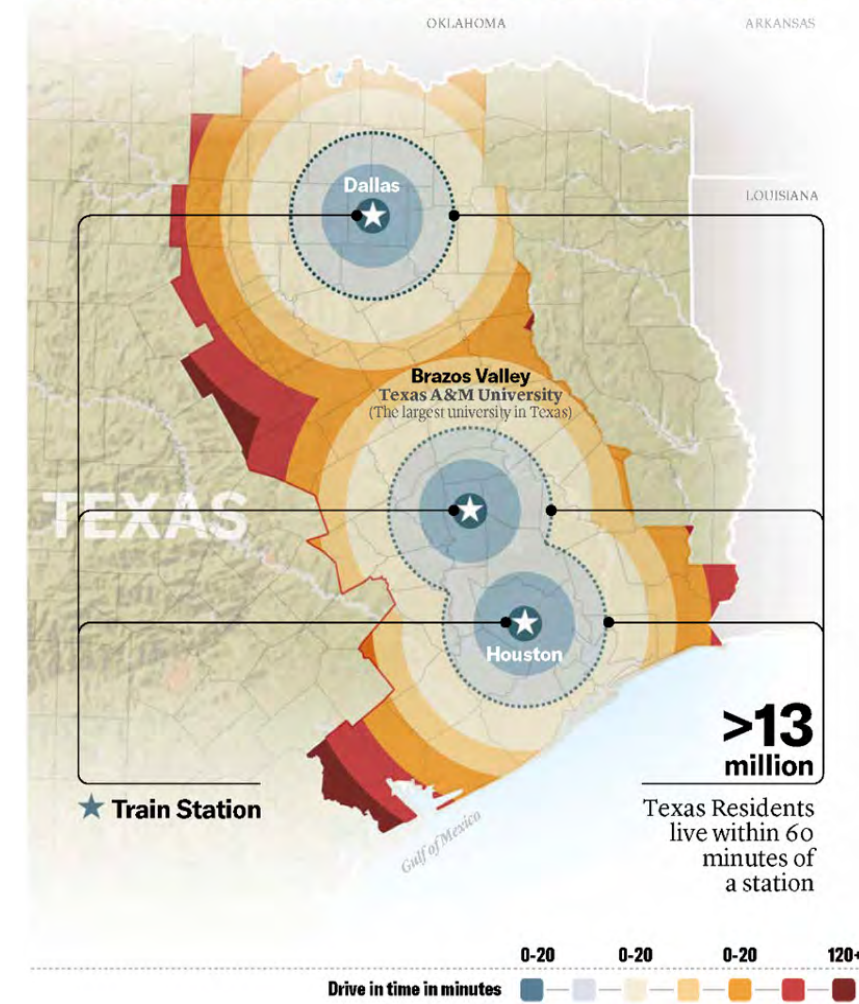 OKLAHOMA
ARKANSAS
LOUISIANA
Dallas
Brazos Valley
Texas A&M University
(The largest university in Texas)
TEXAS
Houston
>13
million
Train Station
Texas Residents
live within 60
minutes of
a station
Gulf of Mexico
0-20 0-20 0-20 120+
Drive in time in minutes